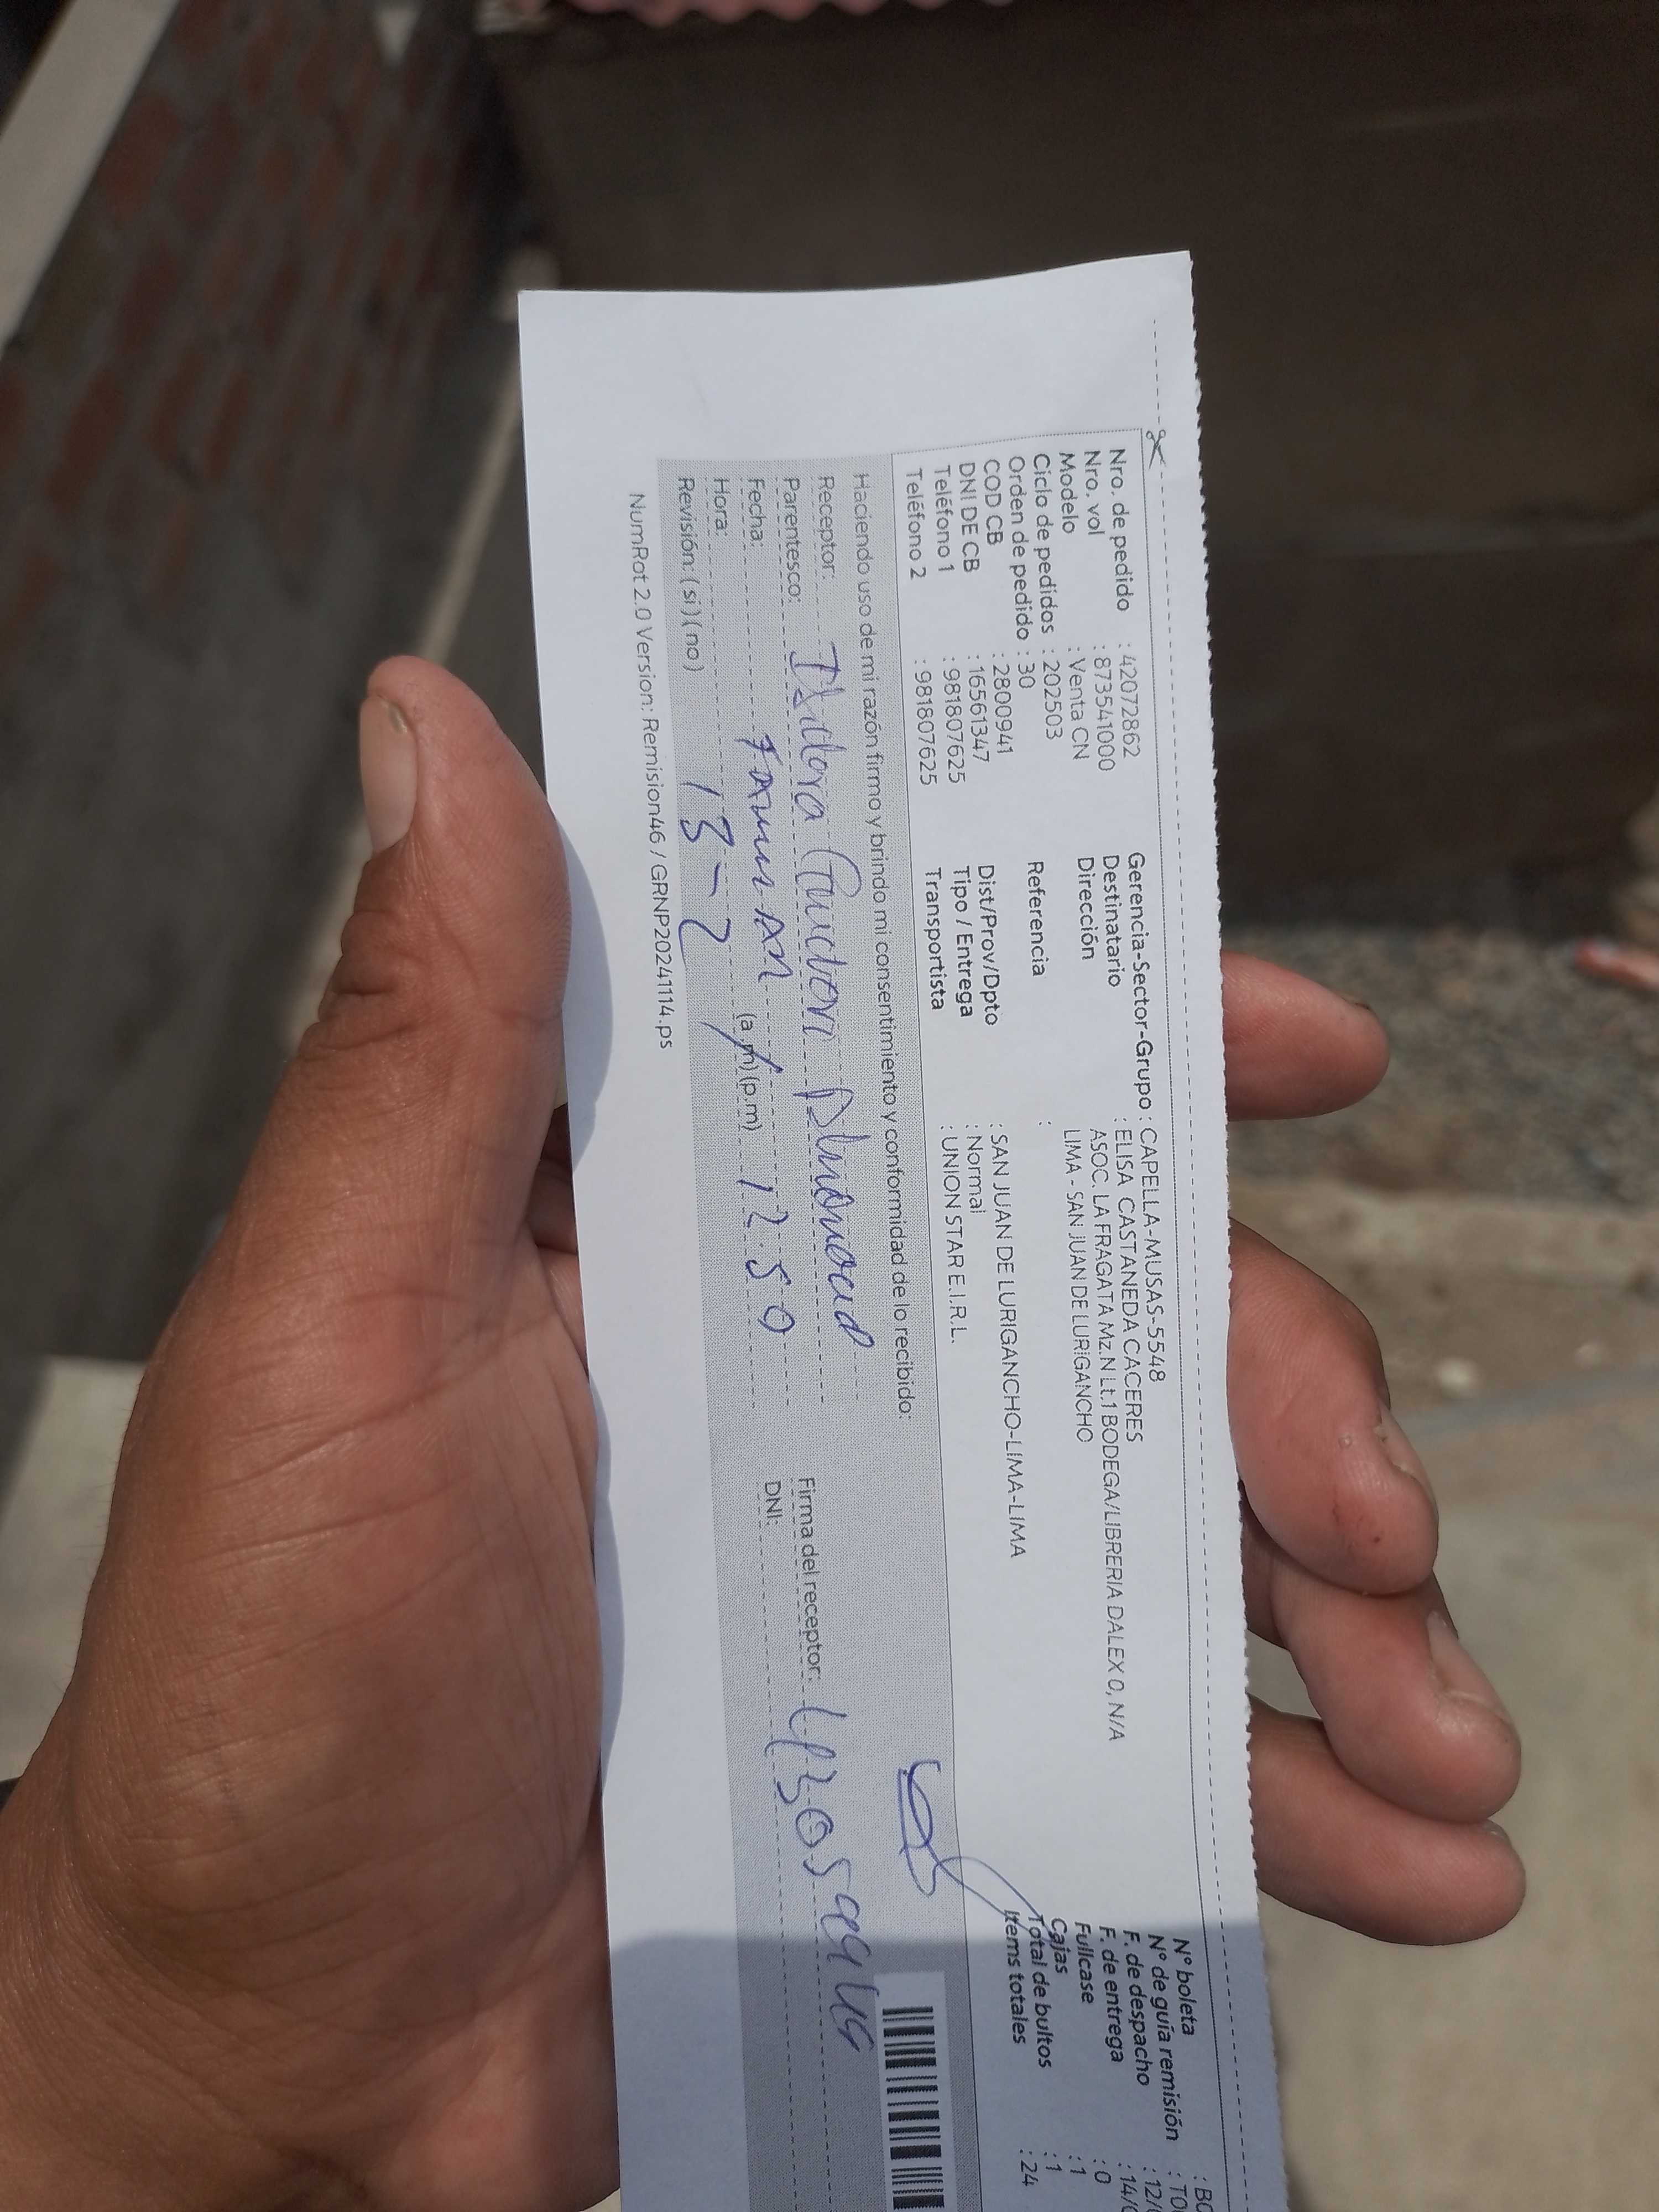 Nro. de pedido : 42072862
Nro. vol : 873541000
Modelo : Venta CN
Ciclo de pedidos : 202503
Orden de pedido : 30
COD CB : 2800941
DNI DE CB : 16561347
Teléfono 1 : 981807625
Teléfono 2 : 981807625
Gerencia-Sector-Grupo : CAPELLA-MUSAS-5548
Destinatario : ELISA CASTANEDA CACERES
Dirección ASOC. LA FRAGATA Mz.N Lt.1 BODEGA/LIBRERIA DALEX 0, N/A
LIMA - SAN JUAN DE LURIGANCHO
Referencia :
Dist/Prov/Dpto : SAN JUAN DE LURIGANCHO-LIMA-LIMA
Tipo / Entrega : Normal
Transportista : UNION STAR E.I.R.L.
N° boleta : BO
N° de guía remisión : T0
F. de despacho : 12/
F. de entrega : 14/
Fullcase : 0
Cajas : 1
Total de bultos : 1
Items totales : 24
Haciendo uso de mi razón firmo y brindo mi consentimiento y conformidad de lo recibido:
Receptor:
Parentesco:
Fecha: 13-2
Hora: (a.m) (p.m) 12:50
Revisión: (si) (no)
Firma del receptor:
DNI:
NumRot 2.0 Version: Remision46 / GRNP20241114.ps